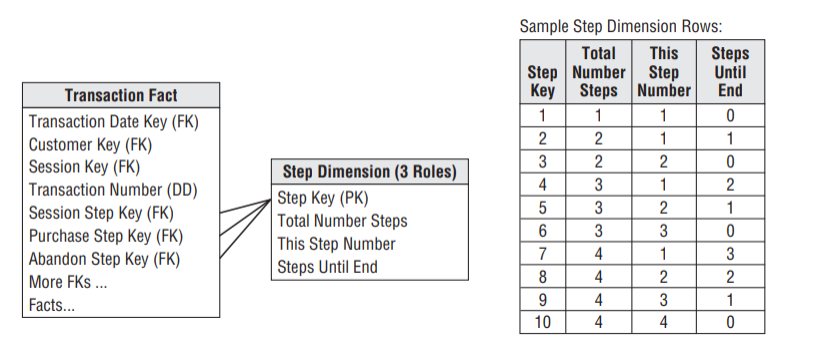 Transaction Fact
Transaction Date Key (FK)
Customer Key (FK)
Session Key (FK)
Transaction Number (DD)
Session Step Key (FK)
Purchase Step Key (FK)
Abandon Step Key (FK)
More FKs ...
Facts...
Step Dimension (3 Roles)
Step Key (PK)
Total Number Steps
This Step Number
Steps Until End
Sample Step Dimension Rows:
Total This Steps
Step Number Step Until
Key Steps Number End
1 1 1 0
2 2 1 1
3 2 2 0
4 3 1 2
5 3 2 1
6 3 3 0
7 4 1 3
8 4 2 2
9 4 3 1
10 4 4 0